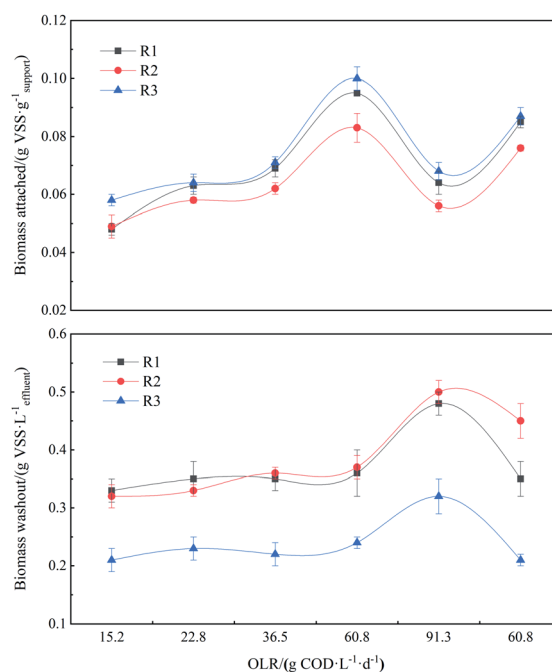 0.12
0.10
0.08
0.06
0.04
0.02
Biomass attached/(g VSS·g⁻¹support)
R1
R2
R3
0.6
0.5
0.4
0.3
0.2
0.1
Biomass washout/(g VSS·L⁻¹effluent)
R1
R2
R3
15.2 22.8 36.5 60.8 91.3 60.8
OLR/(g COD·L⁻¹·d⁻¹)